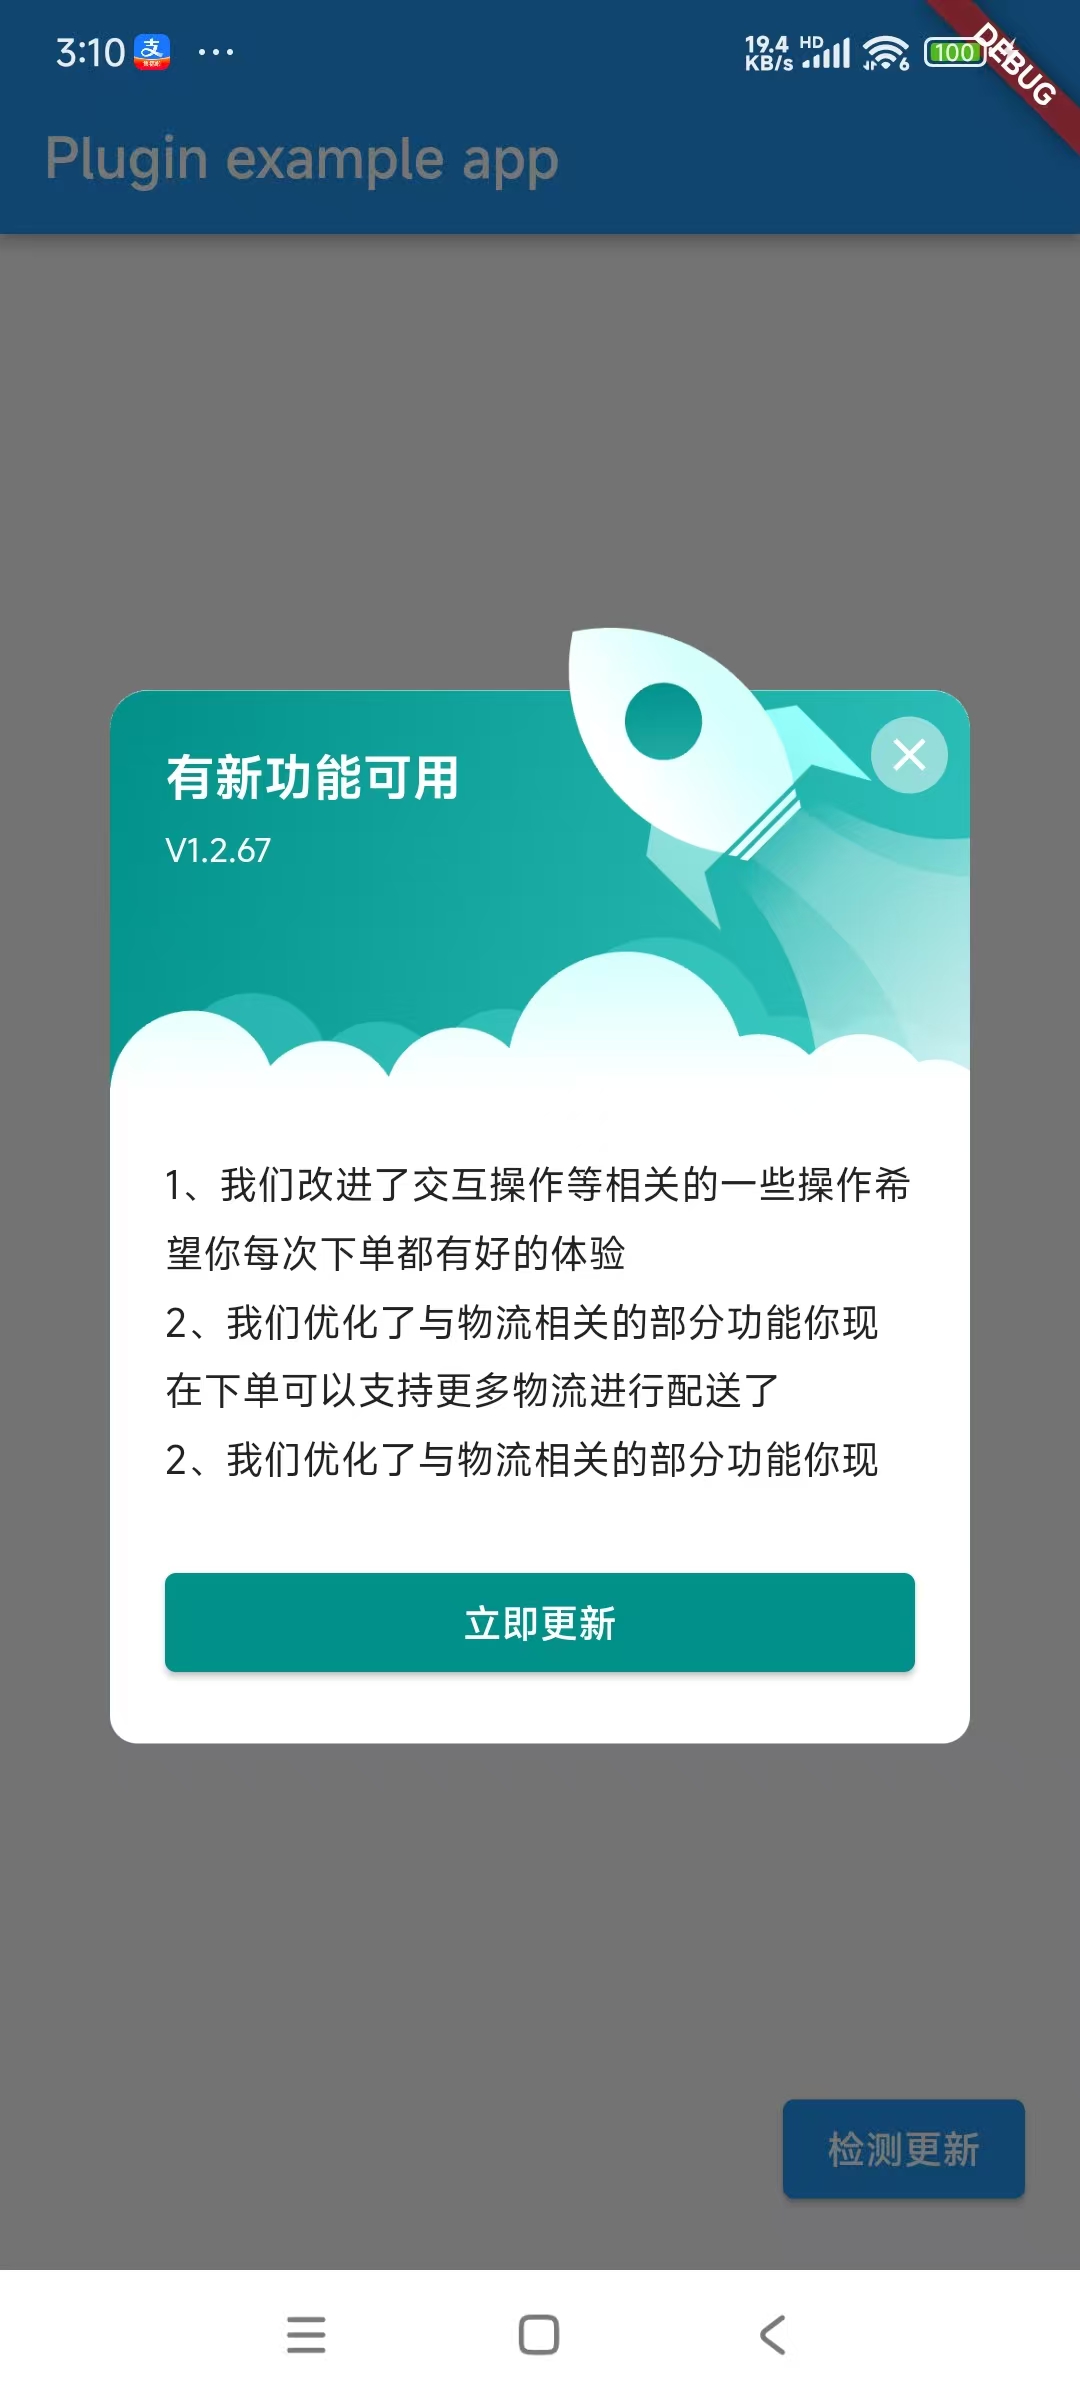 3:10 支 ...
19.4 KB/s HD 6 100
DEBUG
Plugin example app
有新功能可用
V1.2.67
1、我们改进了交互操作等相关的一些操作希
望你每次下单都有好的体验
2、我们优化了与物流相关的部分功能你现
在下单可以支持更多物流进行配送了
2、我们优化了与物流相关的部分功能你现
立即更新
检测更新